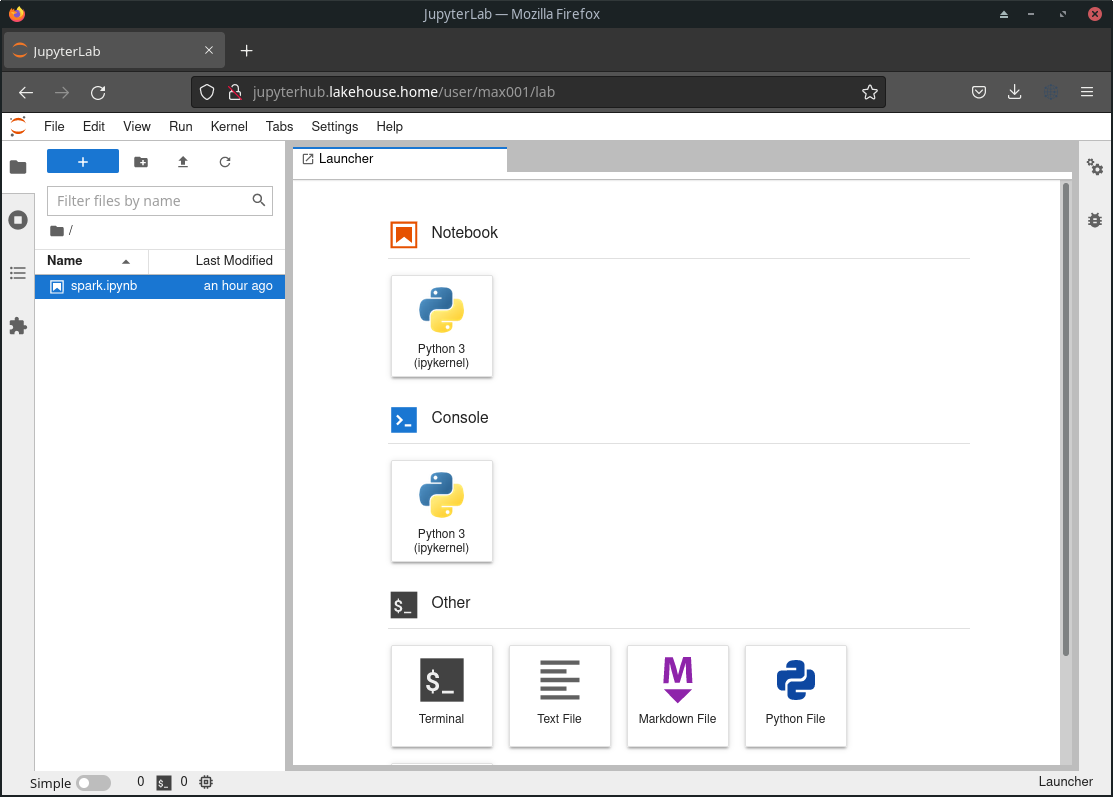 JupyterLab — Mozilla Firefox
JupyterLab
jupyterhub.lakehouse.home/user/max001/lab
File Edit View Run Kernel Tabs Settings Help
+
Launcher
Filter files by name
/
Name Last Modified
spark.ipynb an hour ago
Notebook
Python 3
(ipykernel)
Console
Python 3
(ipykernel)
Other
$_
Terminal
Text File
M
Markdown File
Python File
Simple 0 $_ 0 Launcher